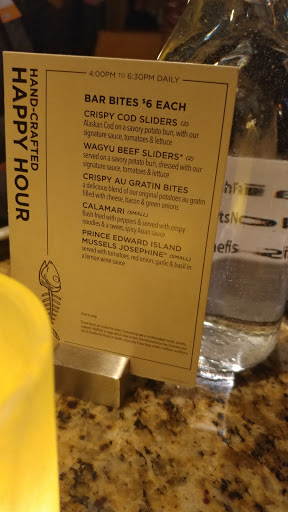 HAND-CRAFTED
HAPPY HOUR
4:00PM TO 6:30PM DAILY
BAR BITES $6 EACH
CRISPY COD SLIDERS (2)
Alaskan Cod on a savory potato bun, with our
signature sauce, tomatoes & lettuce
WAGYU BEEF SLIDERS* (2)
served on a savory bun, dressed with our
signature sauce, tomatoes & lettuce
CRISPY AU GRATIN BITES
a delicious blend of our original potatoes au gratin
filled with cheese, bacon & green onions
CALAMARI (SMALL)
flash-fried with peppers & served with crispy
noodles & a sweet, spicy Asian sauce
PRINCE EDWARD ISLAND
MUSSELS JOSEPHINE* (SMALL)
served with tomatoes, red onion, garlic & basil in
a lemon wine sauce